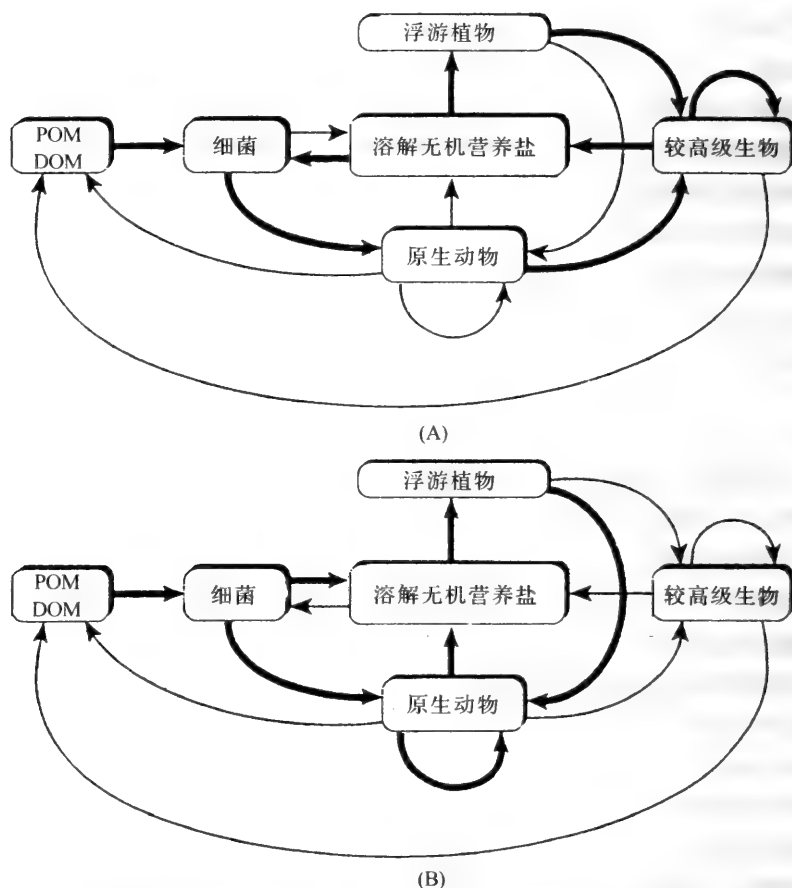 浮游植物
POM
DOM
细菌
溶解无机营养盐
较高级生物
原生动物
(A)
浮游植物
POM
DOM
细菌
溶解无机营养盐
较高级生物
原生动物
(B)